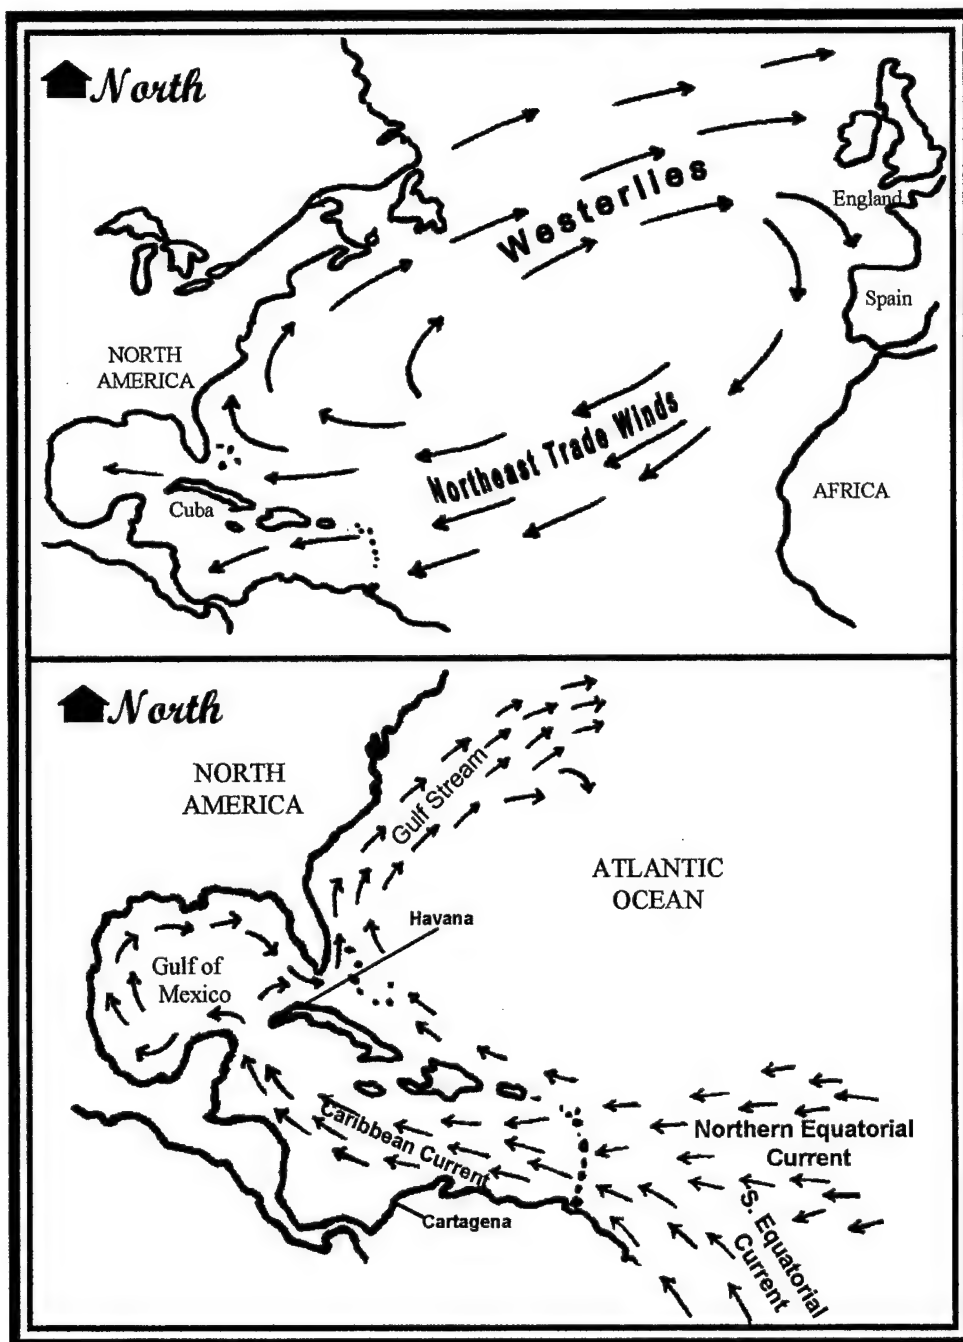 North
Westerlies
England
Spain
NORTH
AMERICA
Northeast Trade Winds
AFRICA
Cuba
North
NORTH
AMERICA
Gulf Stream
ATLANTIC
OCEAN
Havana
Gulf of
Mexico
Caribbean Current
Northern Equatorial
Current
S. Equatorial
Current
Cartagena